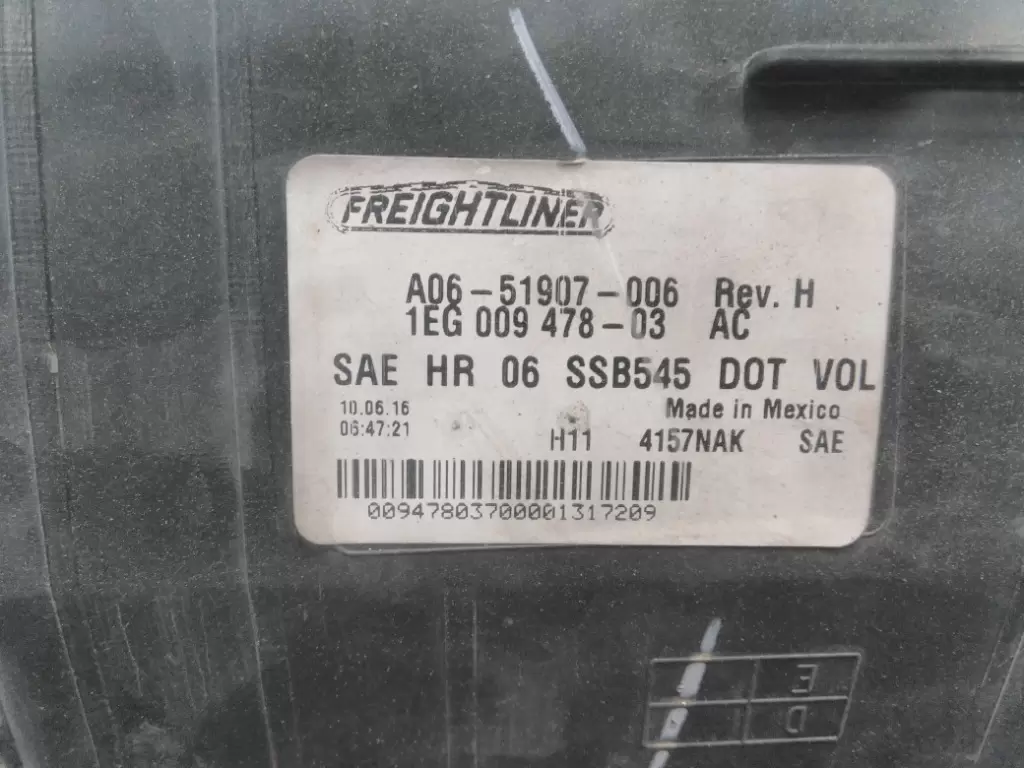 FREIGHTLINER
A06-51907-006 Rev. H
1EG 009 478-03 AC
SAE HR 06 SSB545 DOT VOL
10.06.16 Made in Mexico
06:47:21 H11 4157NAK SAE
00947803700001317209
E
D